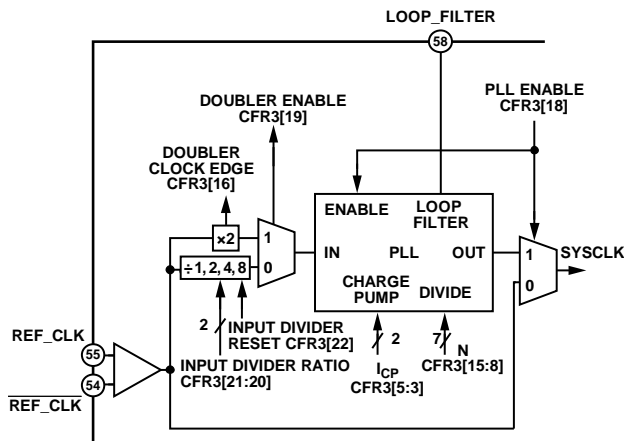 LOOP_FILTER
58
DOUBLER ENABLE
CFR3[19]
PLL ENABLE
CFR3[18]
DOUBLER
CLOCK EDGE
CFR3[16]
ENABLE
LOOP
FILTER
×2
1
0
÷1, 2, 4, 8
IN
PLL
OUT
1
0
SYSCLK
CHARGE
PUMP
DIVIDE
2
INPUT DIVIDER
RESET CFR3[22]
2
7
REF_CLK
55
INPUT DIVIDER RATIO
CFR3[21:20]
ICP
CFR3[5:3]
N
CFR3[15:8]
54
REF_CLK